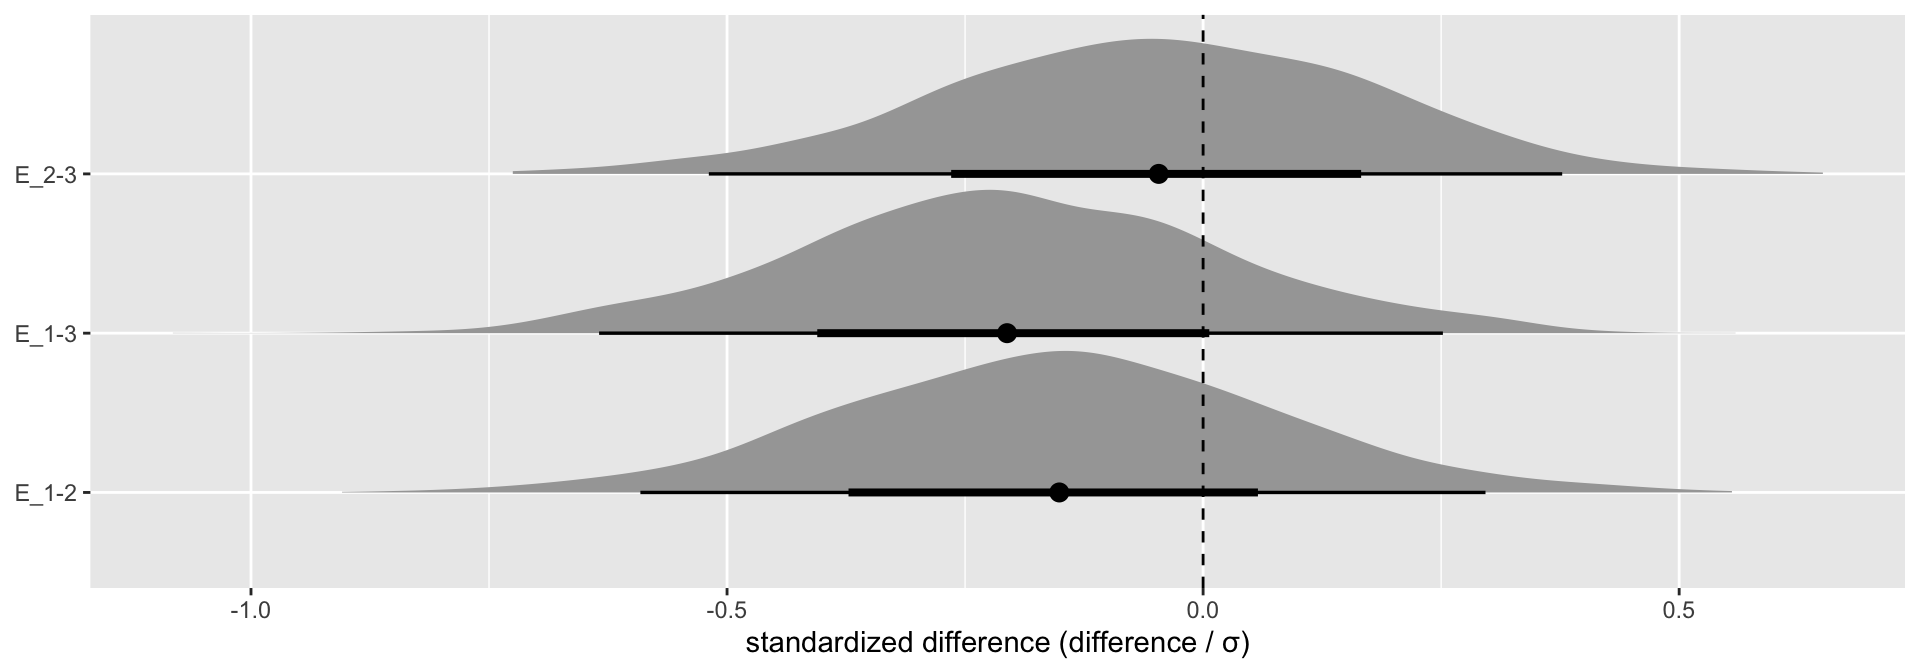 E_2-3
E_1-3
E_1-2
-1.0 -0.5 0.0 0.5
standardized difference (difference / σ)